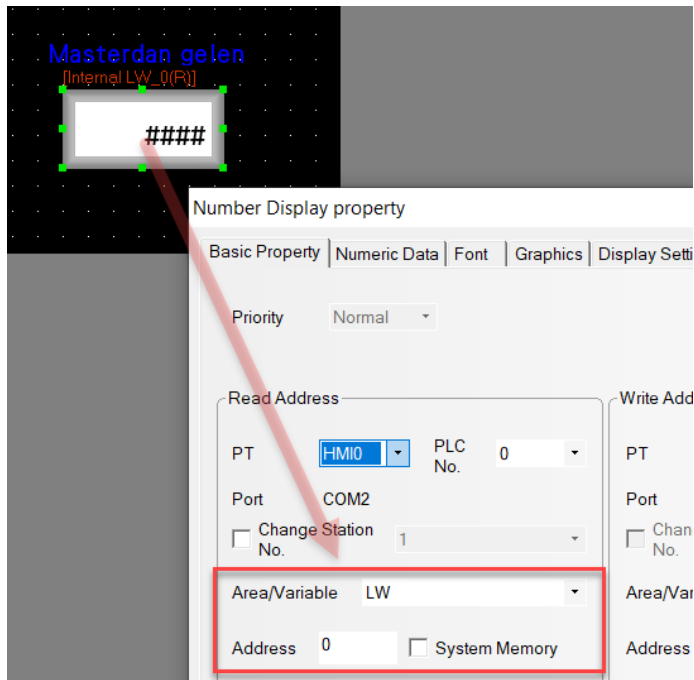 Masterdan gelen
[Internal LW_0(R)]
####
Number Display property
Basic Property Numeric Data Font Graphics Display Setti
Priority Normal
Read Address Write Add
PT HMI0 PLC No. 0 PT
Port COM2 Port
Change Station No. 1 Chan No.
Area/Variable LW Area/Var
Address 0 System Memory Address